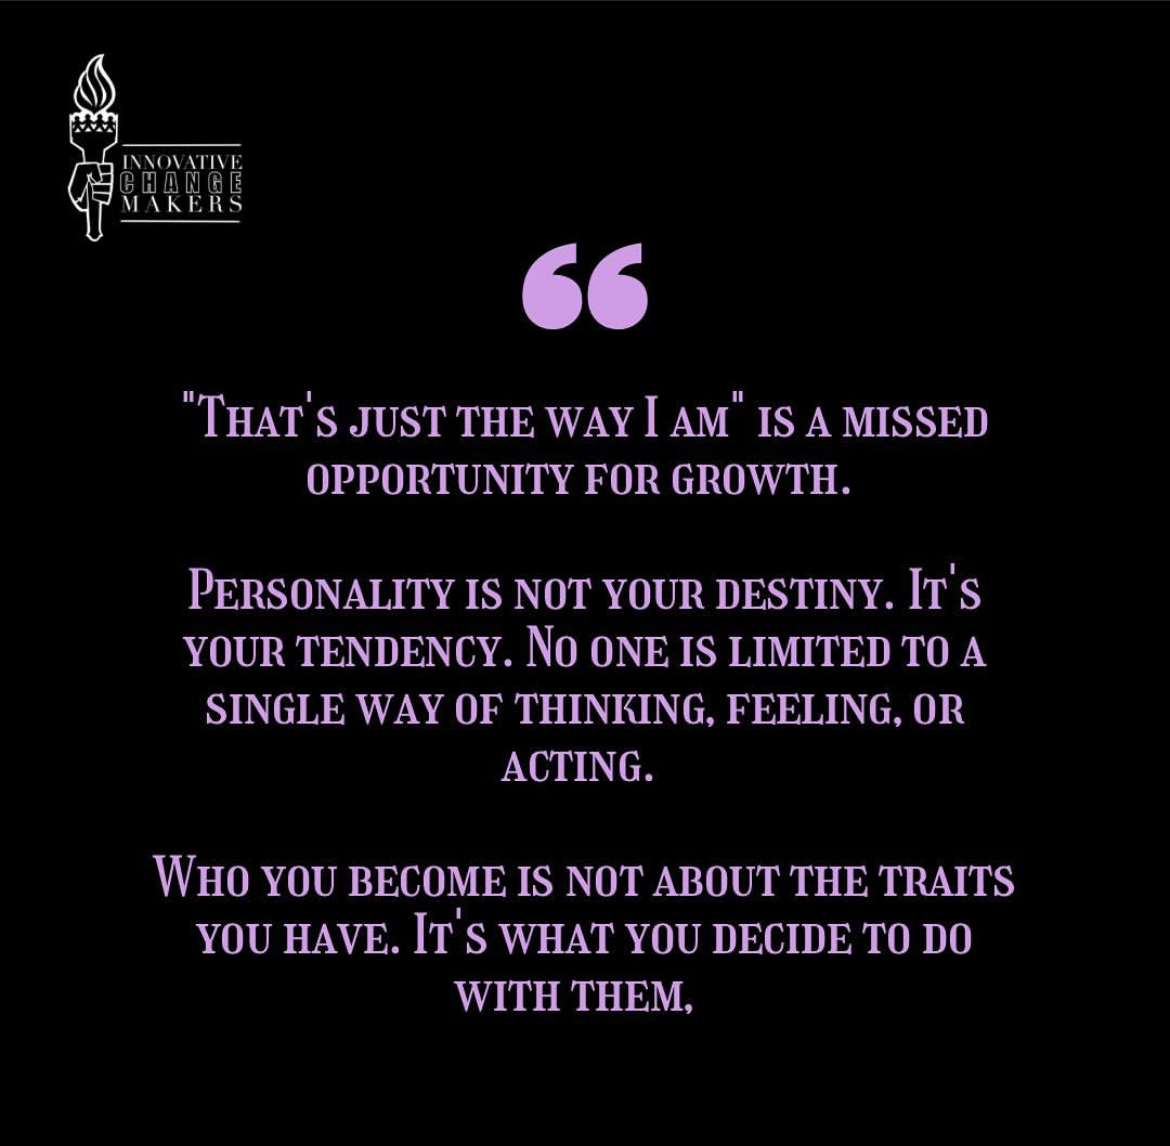 INNOVATIVE
CHANGE
MAKERS
“
"That's just the way I am" is a missed
opportunity for growth.
Personality is not your destiny. It's
your tendency. No one is limited to a
single way of thinking, feeling, or
acting.
Who you become is not about the traits
you have. It's what you decide to do
with them,